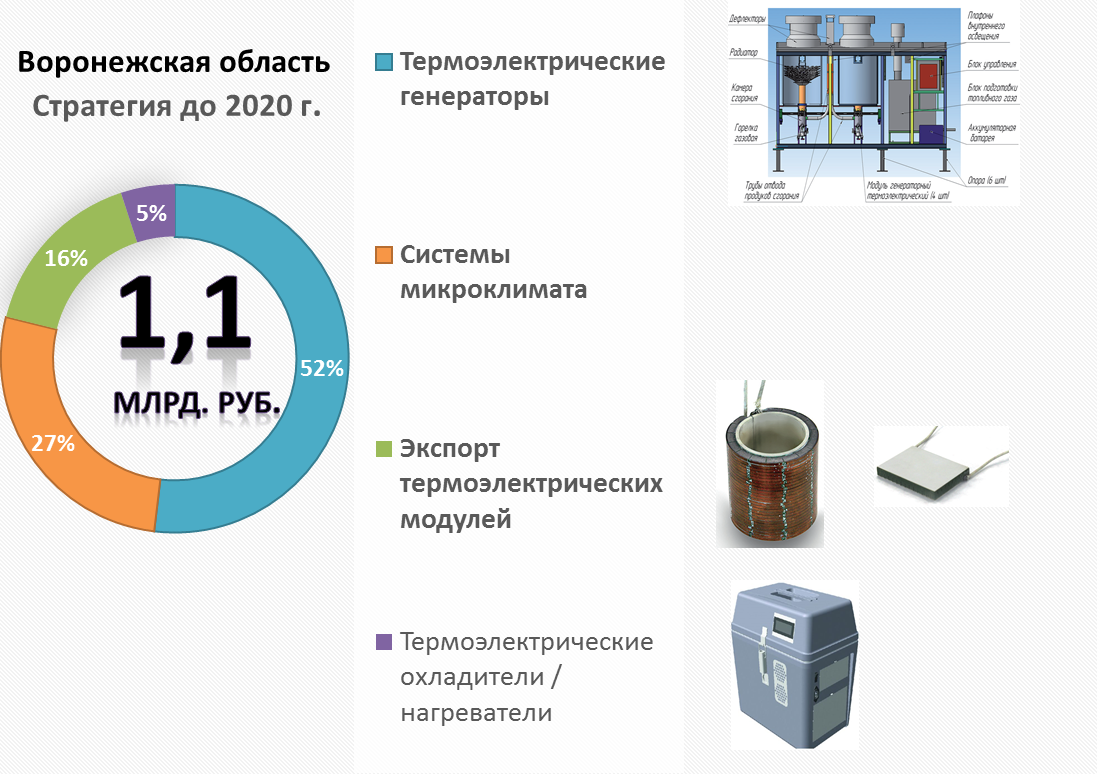 Воронежская область
Стратегия до 2020 г.
5%
16%
1,1
МЛРД. РУБ.
52%
27%
Термоэлектрические
генераторы
Системы
микроклимата
Экспорт
термоэлектрических
модулей
Термоэлектрические
охладители /
нагреватели
Дефлекторы
Радиатор
Камера
сгорания
Горелка
газовая
Трубы отвода
продуков сгорания
Плафоны
внутреннего
освещения
Блок управления
Блок подготовки
топливного газа
Аккумуляторная
батарея
Опора (6 шт)
Модуль генераторный
термоэлектрический (4 шт)